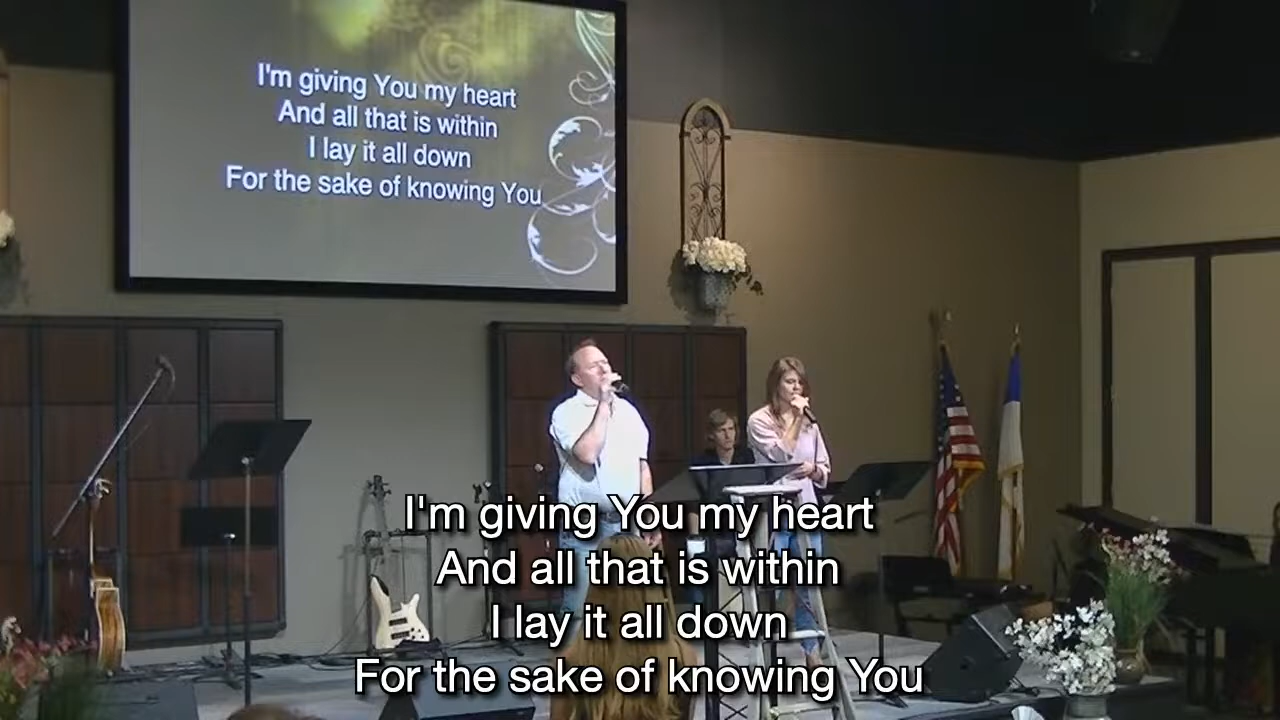 I'm giving You my heart
And all that is within
I lay it all down
For the sake of knowing You
I'm giving You my heart
And all that is within
I lay it all down
For the sake of knowing You